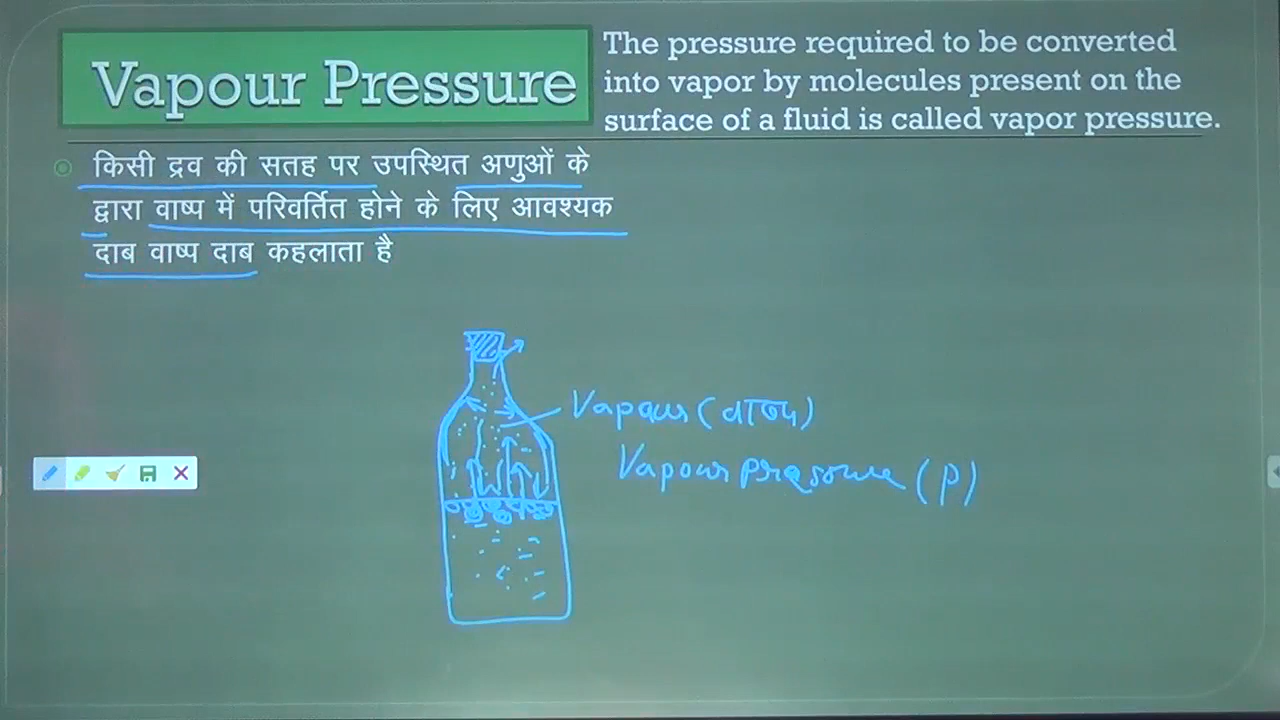 Vapour Pressure
The pressure required to be converted
into vapor by molecules present on the
surface of a fluid is called vapor pressure.
किसी द्रव की सतह पर उपस्थित अणुओं के
द्वारा वाष्प में परिवर्तित होने के लिए आवश्यक
दाब वाष्प दाब कहलाता है
Vapour (वाष्प)
Vapour pressure (P)